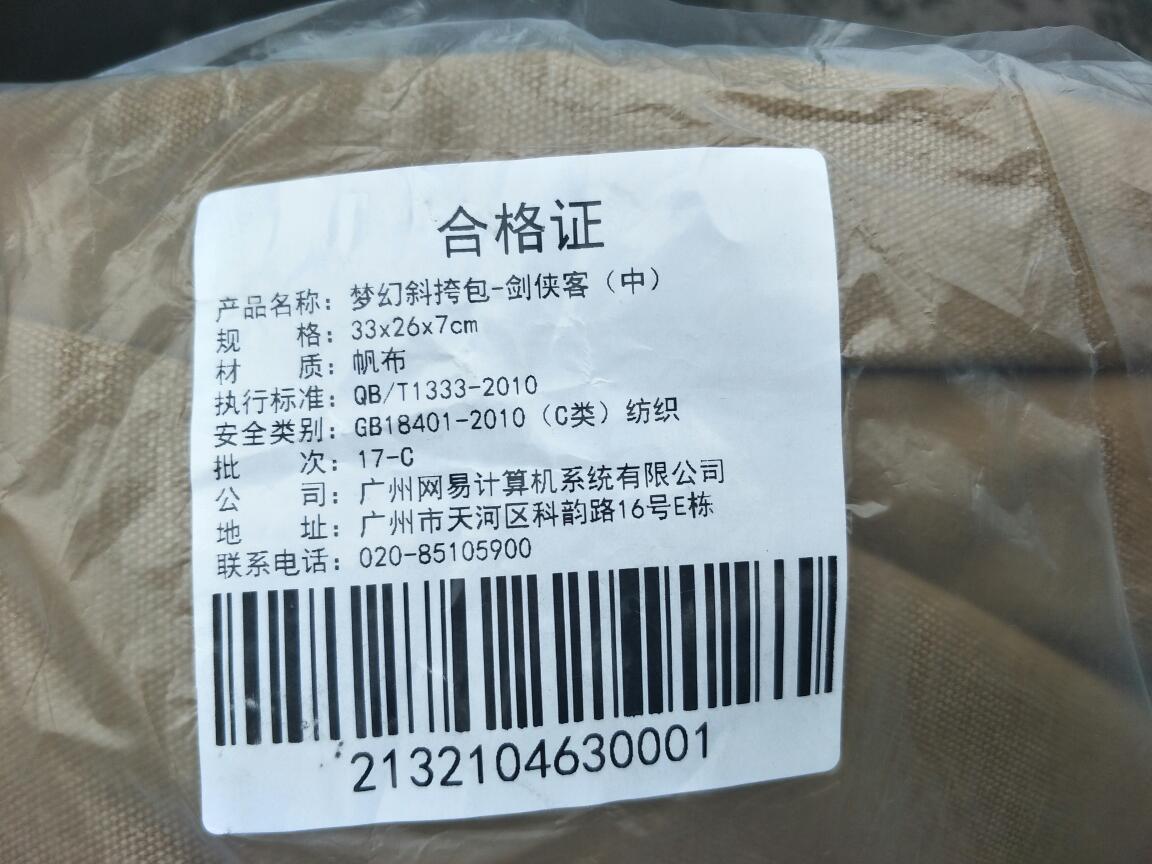 合格证
产品名称：梦幻斜挎包-剑侠客（中）
规 格：33x26x7cm
材 质：帆布
执行标准：QB/T1333-2010
安全类别：GB18401-2010（C类）纺织
批 次：17-C
公 司：广州网易计算机系统有限公司
地 址：广州市天河区科韵路16号E栋
联系电话：020-85105900
2132104630001